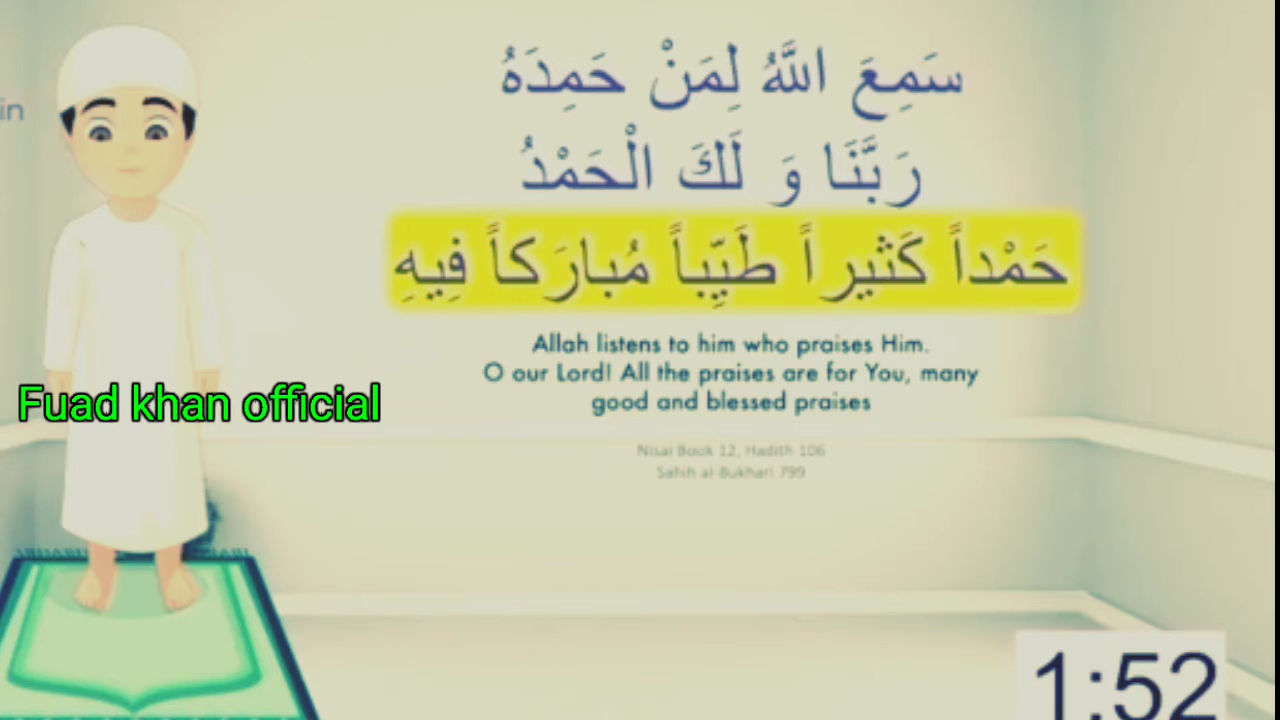 in
سَمِعَ اللَّهُ لِمَنْ حَمِدَهُ
رَبَّنَا وَ لَكَ الْحَمْدُ
حَمْداً كَثيراً طَيِّباً مُبارَكاً فِيهِ
Allah listens to him who praises Him.
O our Lord! All the praises are for You, many
good and blessed praises
Fuad khan official
Nisai Book 12, Hadith 106
Sahih al-Bukhari 799
1:52